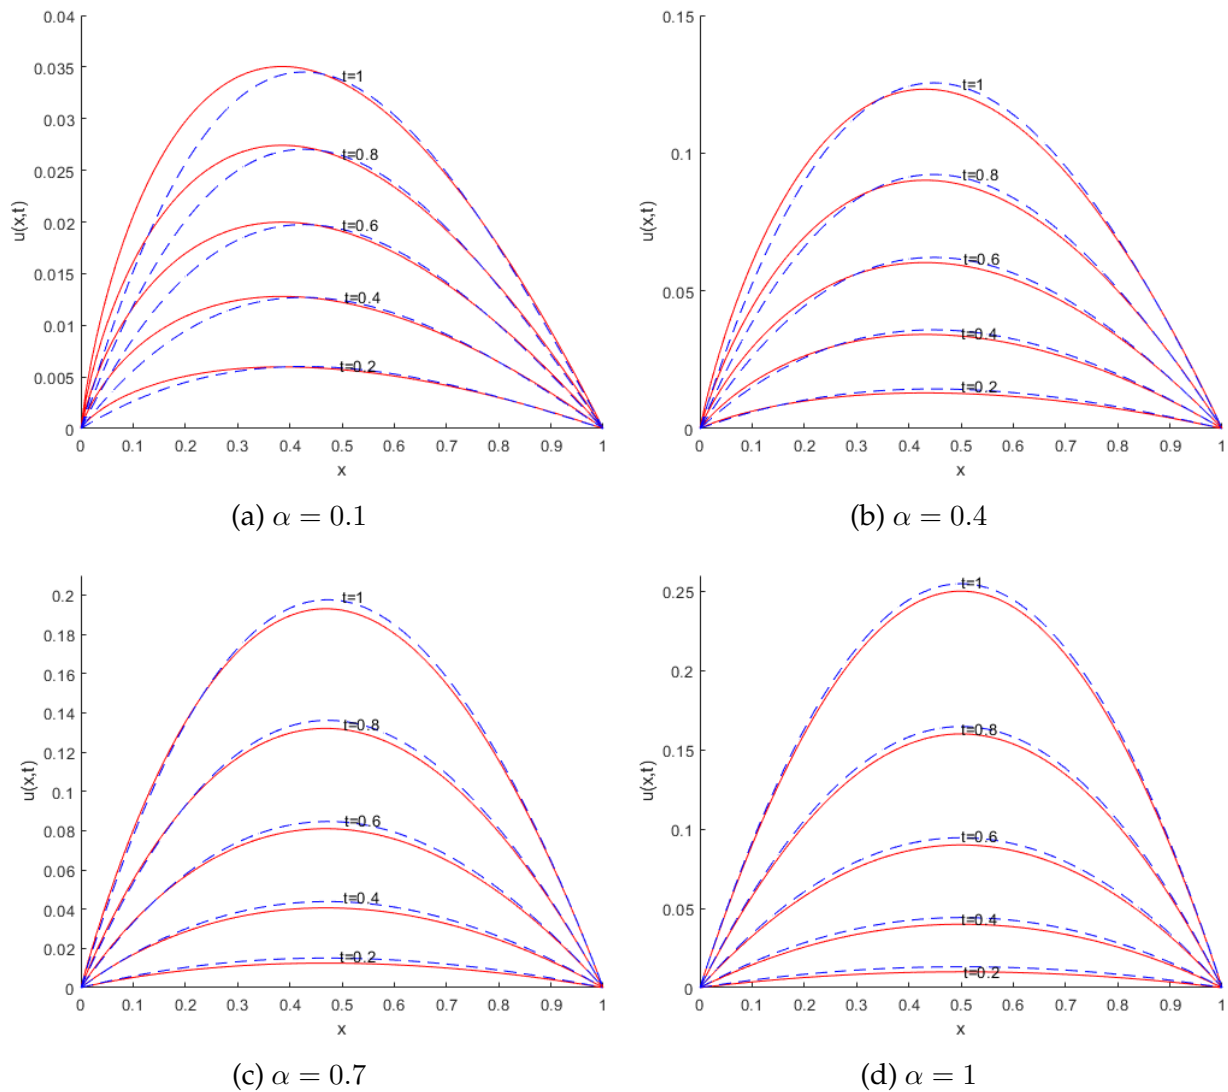 0.04
0.035
0.03
0.025
0.02
0.015
0.01
0.005
0
u(x,t)
t=1
t=0.8
t=0.6
t=0.4
t=0.2
0 0.1 0.2 0.3 0.4 0.5 0.6 0.7 0.8 0.9 1
x
(a) α = 0.1
0.15
0.1
0.05
0
u(x,t)
t=1
t=0.8
t=0.6
t=0.4
t=0.2
0 0.1 0.2 0.3 0.4 0.5 0.6 0.7 0.8 0.9 1
x
(b) α = 0.4
0.2
0.18
0.16
0.14
0.12
0.1
0.08
0.06
0.04
0.02
0
u(x,t)
t=1
t=0.8
t=0.6
t=0.4
t=0.2
0 0.1 0.2 0.3 0.4 0.5 0.6 0.7 0.8 0.9 1
x
(c) α = 0.7
0.25
0.2
0.15
0.1
0.05
0
u(x,t)
t=1
t=0.8
t=0.6
t=0.4
t=0.2
0 0.1 0.2 0.3 0.4 0.5 0.6 0.7 0.8 0.9 1
x
(d) α = 1